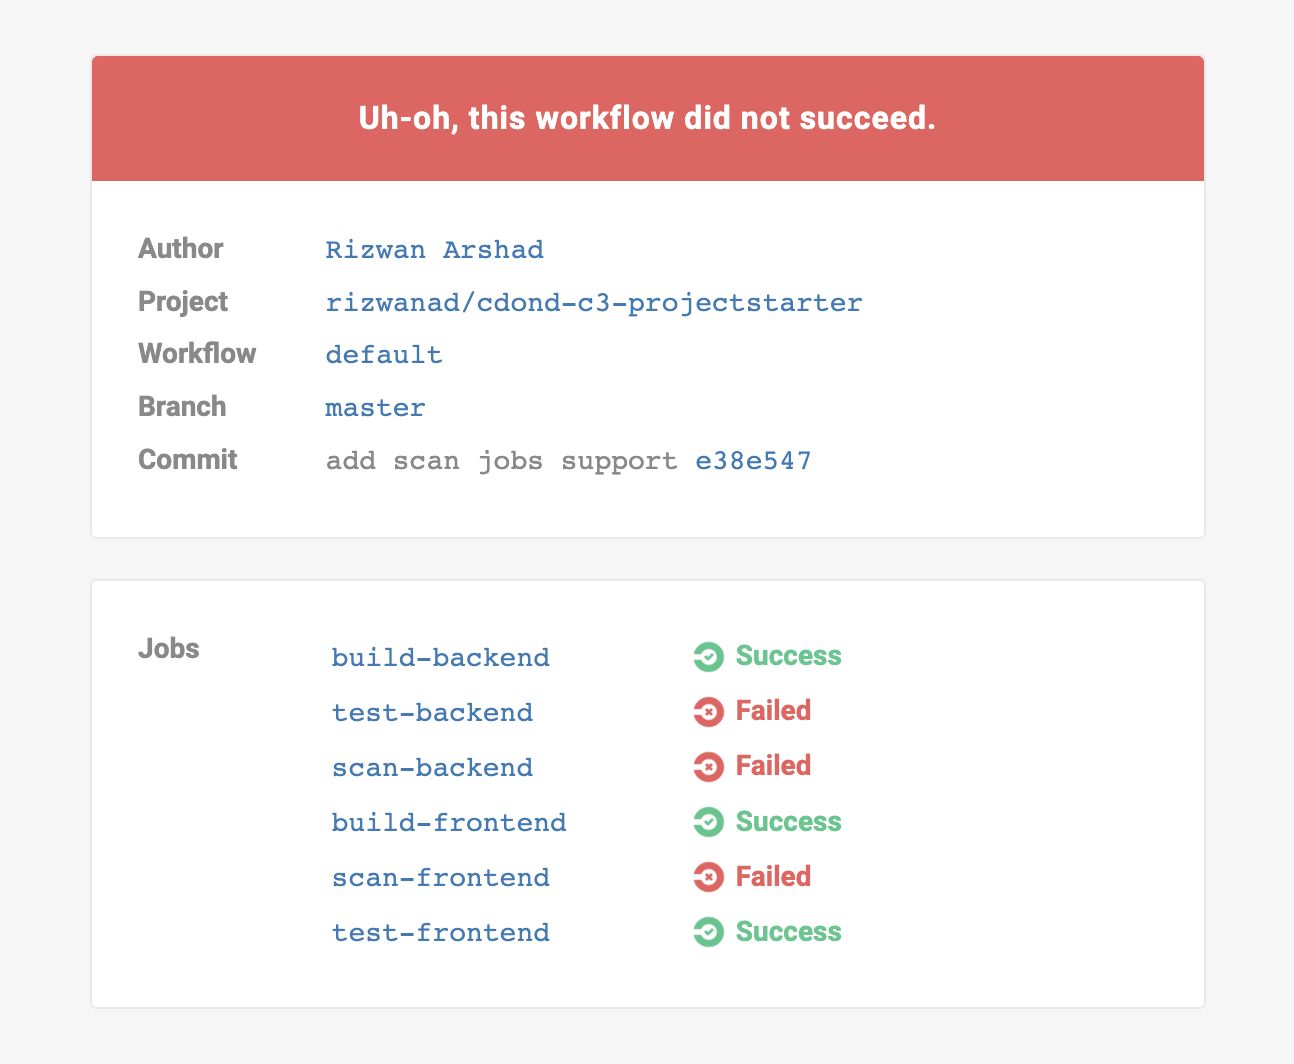 Uh-oh, this workflow did not succeed.
Author Rizwan Arshad
Project rizwanad/cdond-c3-projectstarter
Workflow default
Branch master
Commit add scan jobs support e38e547
Jobs build-backend Success
test-backend Failed
scan-backend Failed
build-frontend Success
scan-frontend Failed
test-frontend Success